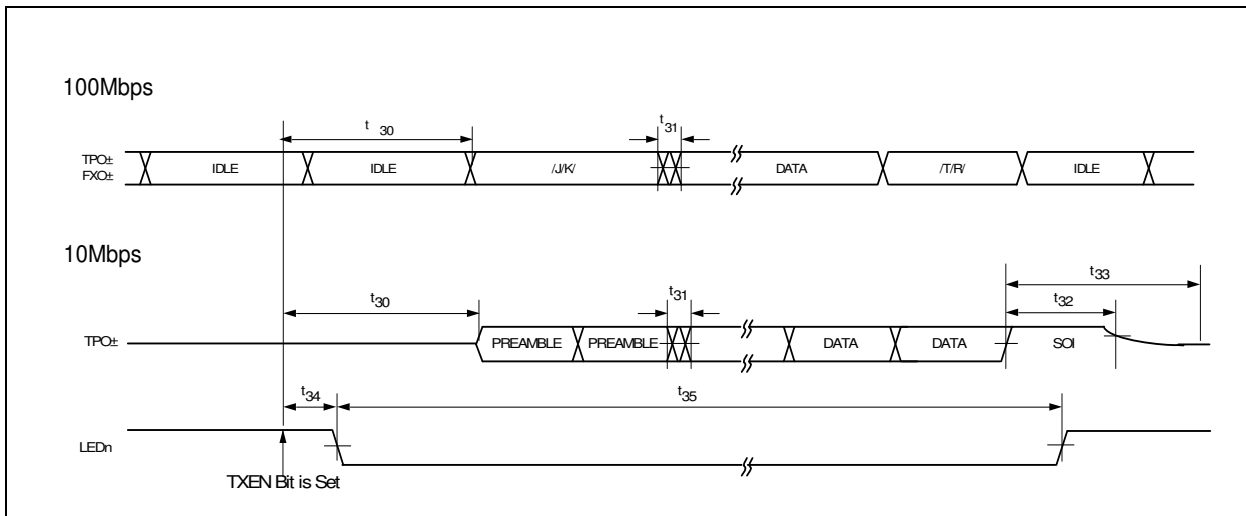 100Mbps
t 30
t31
TPO±
FXO±
IDLE
IDLE
/J/K/
DATA
/T/R/
IDLE
10Mbps
t33
t30
t31
t32
TPO±
PREAMBLE
PREAMBLE
DATA
DATA
SOI
t34
t35
LEDn
TXEN Bit is Set